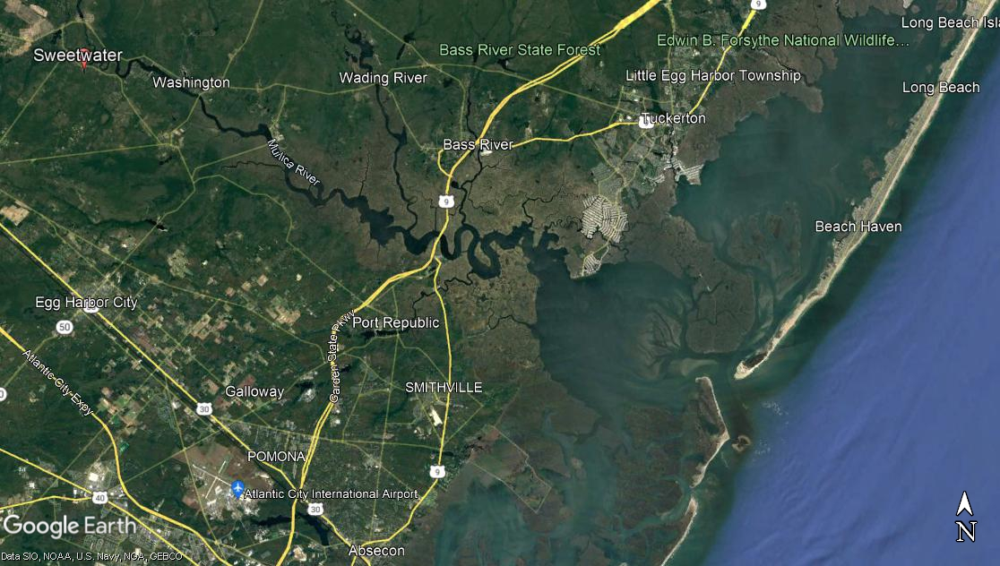 9
Long Beach Isla
Edwin B. Forsythe National Wildlife...
Bass River State Forest
Sweetwater
Washington
Wading River
Little Egg Harbor Township
Long Beach
9
Tuckerton
Bass River
Mullica River
9
Beach Haven
Egg Harbor City
50
Port Republic
Garden State Pkwy
Atlantic City Expy
0
Galloway
SMITHVILLE
30
POMONA
9
Atlantic City International Airport
40
30
Google Earth
N
Absecon
Data SIO, NOAA, U.S. Navy, NGA, GEBCO